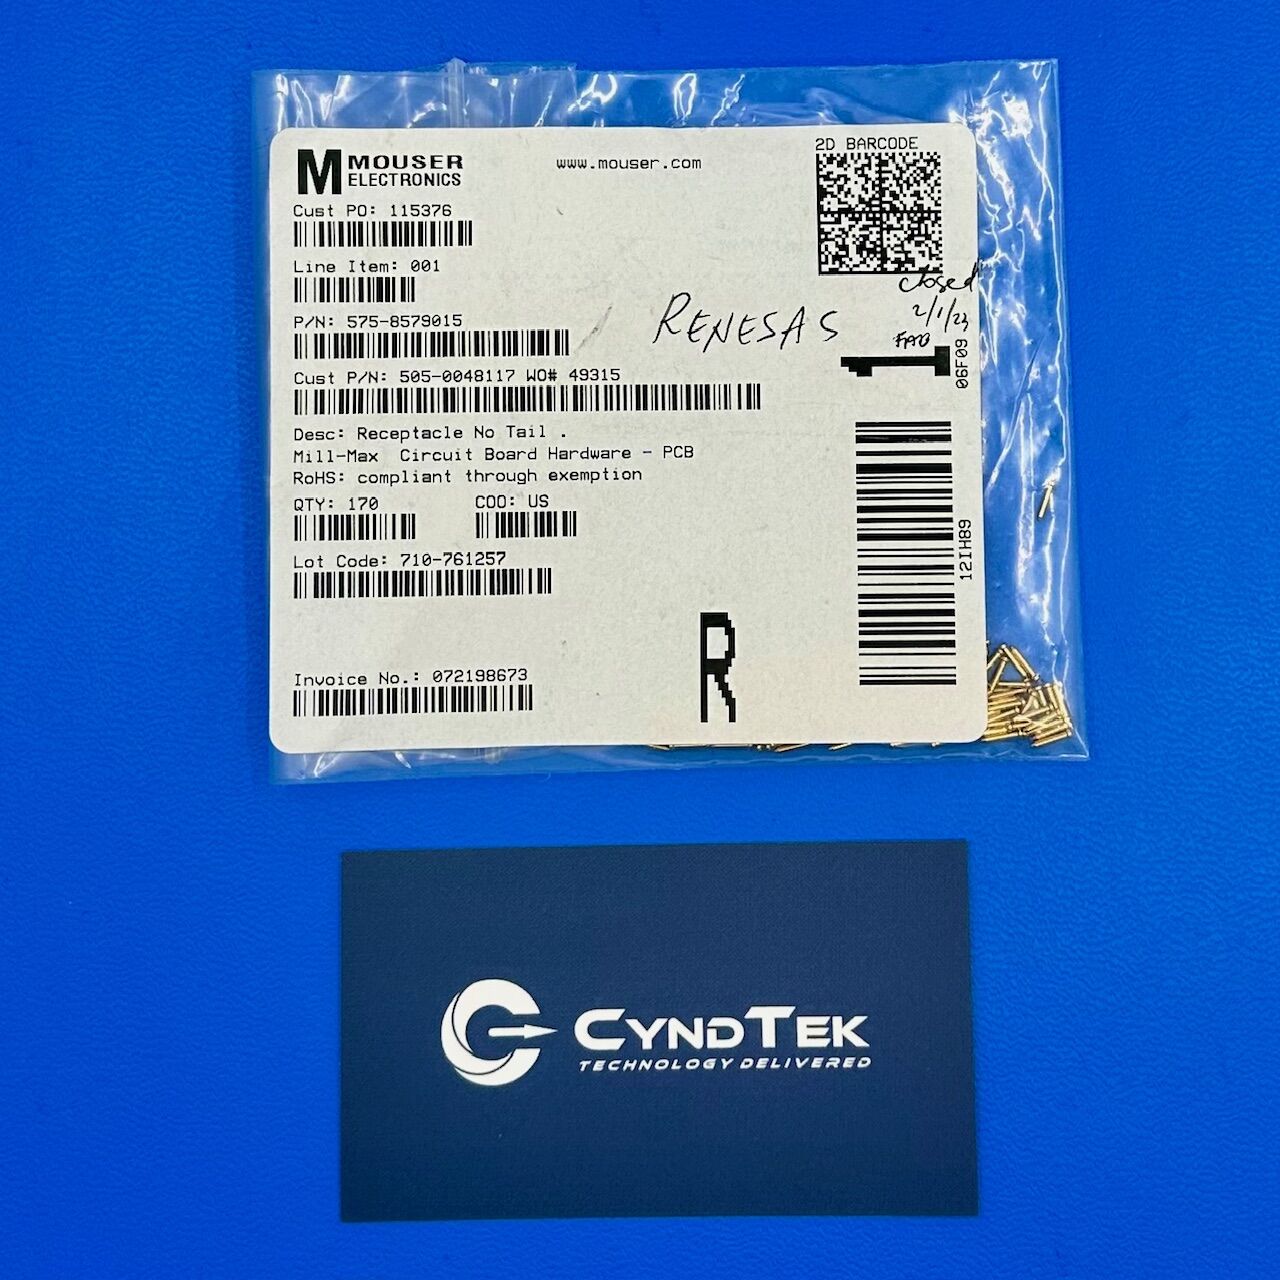 MOUSER
ELECTRONICS
www.mouser.com
2D BARCODE
Cust PO: 115376
Line Item: 001
P/N: 575-8579015
RENESAS
closed
2/1/23
1
06F09
Cust P/N: 505-0048117 WO# 49315
Desc: Receptacle No Tail .
Mill-Max Circuit Board Hardware - PCB
RoHS: compliant through exemption
QTY: 170 COO: US
12IH89
Lot Code: 710-761257
R
Invoice No.: 072198673
CYNDTEK
TECHNOLOGY DELIVERED